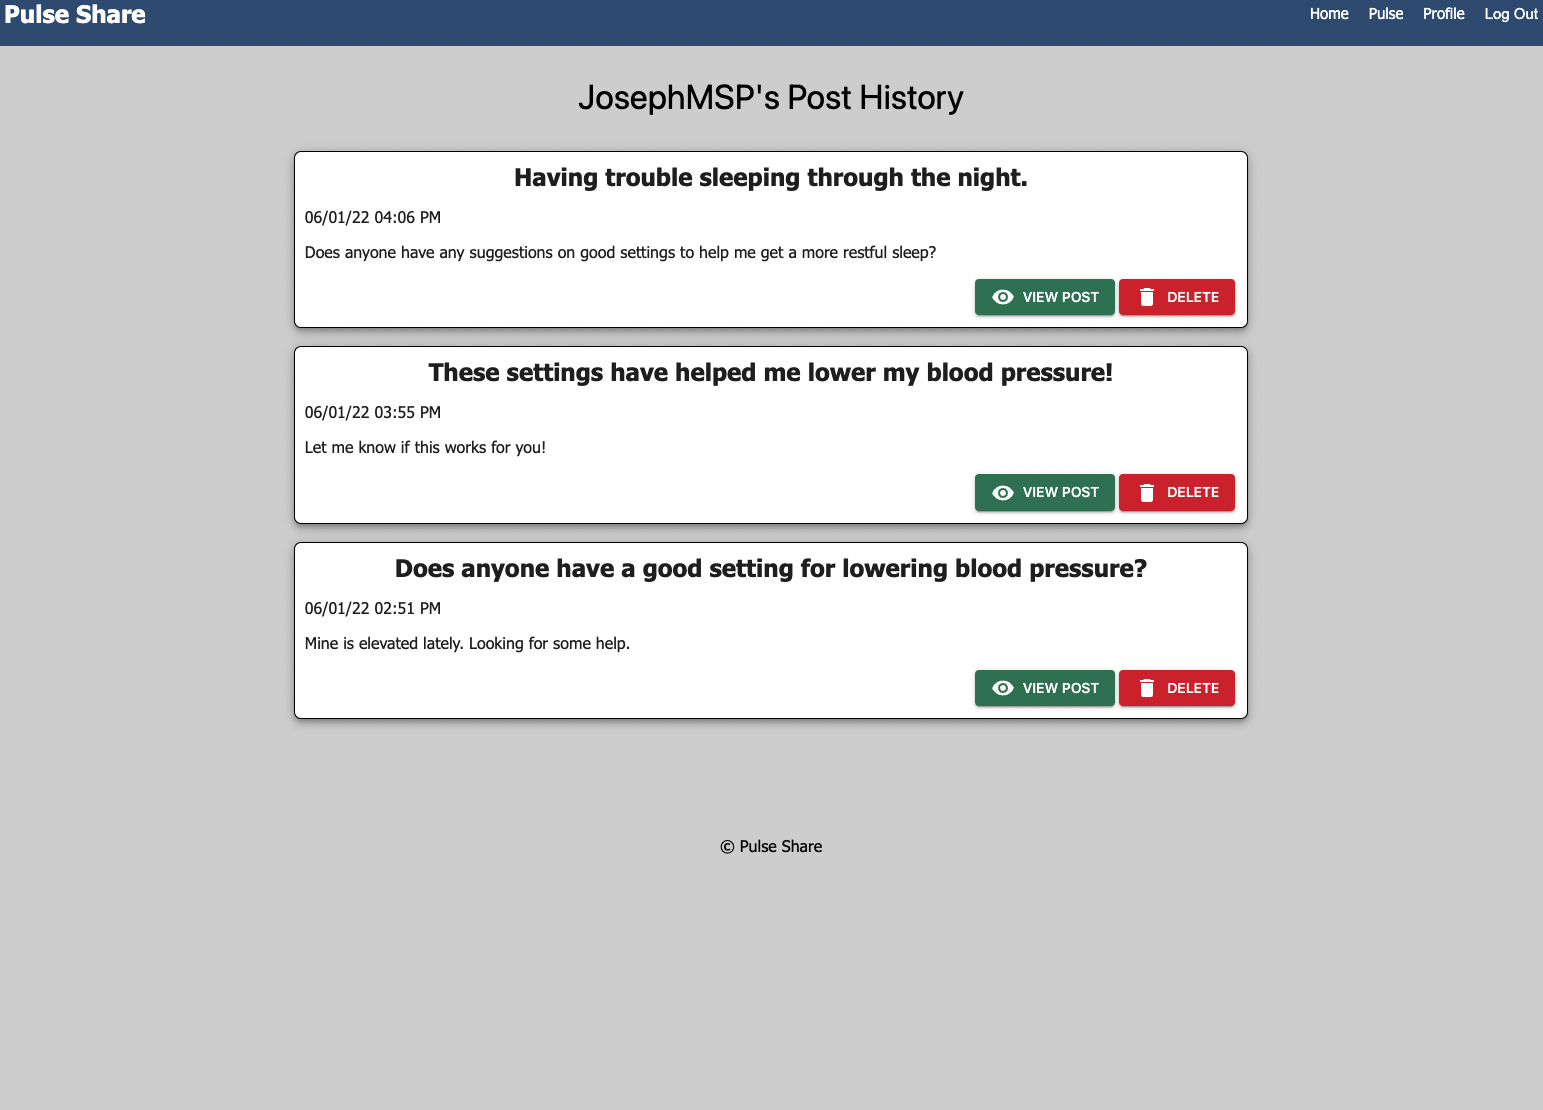 Pulse Share
Home Pulse Profile Log Out
JosephMSP's Post History
Having trouble sleeping through the night.
06/01/22 04:06 PM
Does anyone have any suggestions on good settings to help me get a more restful sleep?
VIEW POST DELETE
These settings have helped me lower my blood pressure!
06/01/22 03:55 PM
Let me know if this works for you!
VIEW POST DELETE
Does anyone have a good setting for lowering blood pressure?
06/01/22 02:51 PM
Mine is elevated lately. Looking for some help.
VIEW POST DELETE
© Pulse Share